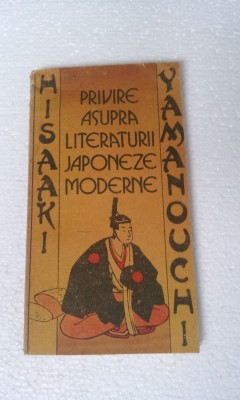 HISAAKI
YAMANOUCHI
PRIVIRE
ASUPRA
LITERATURII
JAPONEZE
MODERNE